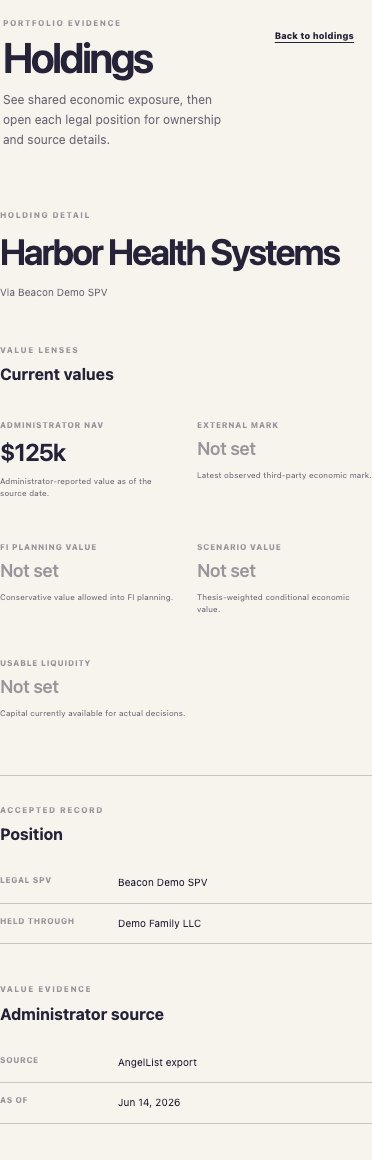 PORTFOLIO EVIDENCE
Holdings
Back to holdings
See shared economic exposure, then
open each legal position for ownership
and source details.
HOLDING DETAIL
Harbor Health Systems
Via Beacon Demo SPV
VALUE LENSES
Current values
ADMINISTRATOR NAV
$125k
Administrator-reported value as of the
source date.
EXTERNAL MARK
Not set
Latest observed third-party economic mark.
FI PLANNING VALUE
Not set
Conservative value allowed into FI planning.
SCENARIO VALUE
Not set
Thesis-weighted conditional economic
value.
USABLE LIQUIDITY
Not set
Capital currently available for actual decisions.
ACCEPTED RECORD
Position
LEGAL SPV
Beacon Demo SPV
HELD THROUGH
Demo Family LLC
VALUE EVIDENCE
Administrator source
SOURCE
AngelList export
AS OF
Jun 14, 2026